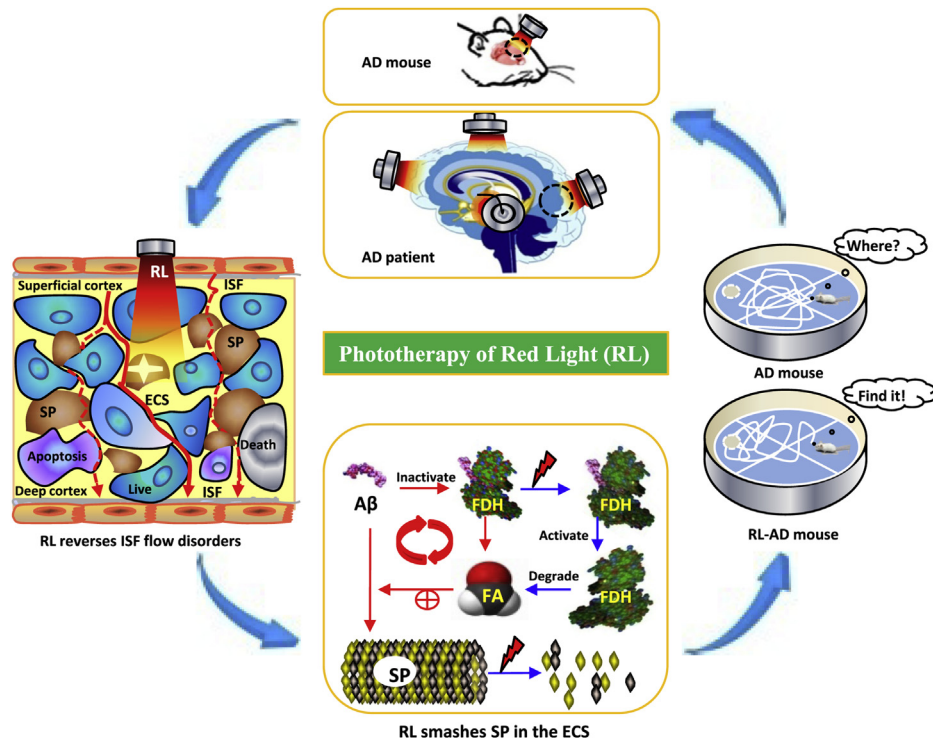 AD mouse
AD patient
RL
Superficial cortex
ISF
SP
ECS
SP
Apoptosis
Death
Deep cortex
Live
ISF
RL reverses ISF flow disorders
Phototherapy of Red Light (RL)
Where?
AD mouse
Find it!
RL-AD mouse
Aβ
Inactivate
FDH
FDH
Activate
Degrade
FA
FDH
SP
RL smashes SP in the ECS